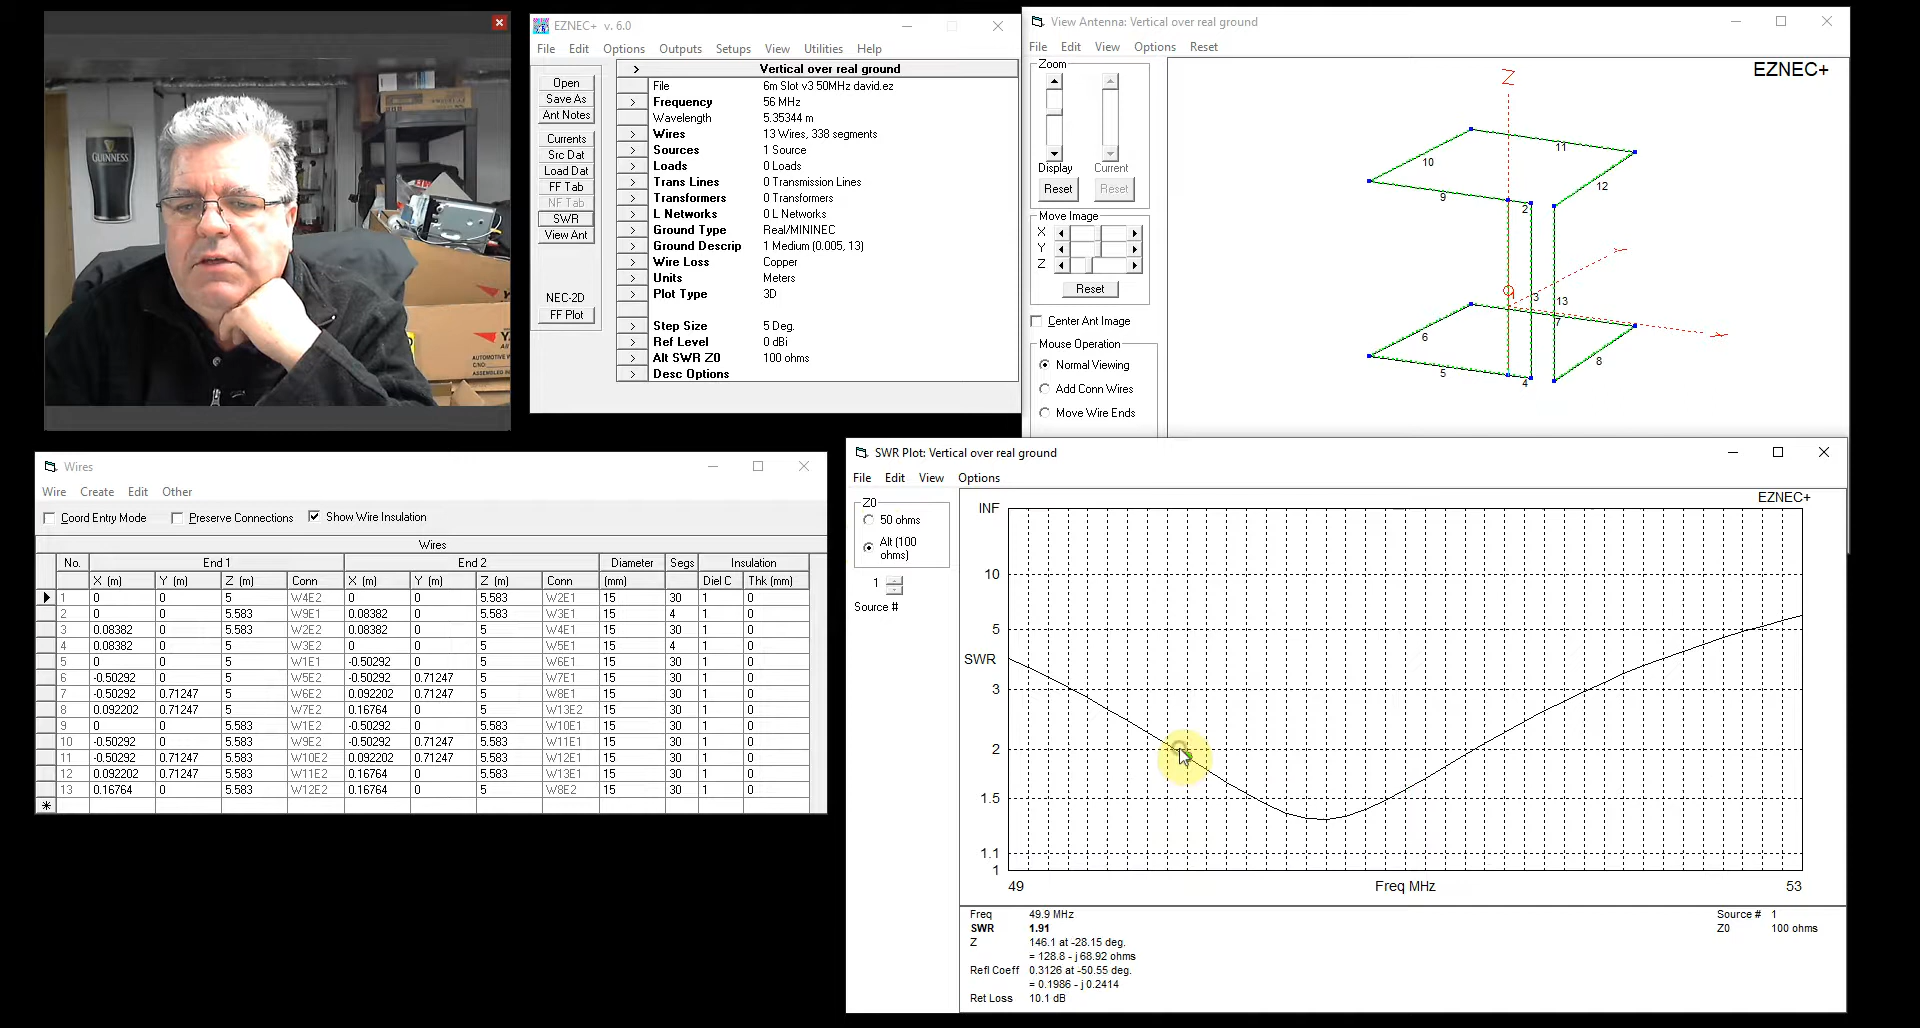 GUINNESS
EZNEC+ v. 6.0
File Edit Options Outputs Setups View Utilities Help
Open
Save As
Ant Notes
Currents
Src Dat
Load Dat
FF Tab
NF Tab
SWR
View Ant
NEC-2D
FF Plot
> Vertical over real ground
File 6m Slot v3 50MHz david.ez
> Frequency 56 MHz
Wavelength 5.35344 m
> Wires 13 Wires, 338 segments
> Sources 1 Source
> Loads 0 Loads
> Trans Lines 0 Transmission Lines
> Transformers 0 Transformers
> L Networks 0 L Networks
> Ground Type Real/MININEC
> Ground Descrip 1 Medium (0.005, 13)
> Wire Loss Copper
> Units Meters
> Plot Type 3D
> Step Size 5 Deg.
> Ref Level 0 dBi
> Alt SWR Z0 100 ohms
> Desc Options
View Antenna: Vertical over real ground
File Edit View Options Reset
Zoom
Display Current
Reset Reset
Move Image
X
Y
Z
Reset
Center Ant Image
Mouse Operation
Normal Viewing
Add Conn Wires
Move Wire Ends
EZNEC+
Z
11
10
12
9
2
Y
3
13
7
X
6
8
5
4
Wires
Wire Create Edit Other
Coord Entry Mode Preserve Connections Show Wire Insulation
Wires
No. End 1 End 2 Diameter Segs Insulation
X (m) Y (m) Z (m) Conn X (m) Y (m) Z (m) Conn (mm) Diel C Thk (mm)
1 0 0 5 W4E2 0 0 5.583 W2E1 15 30 1 0
2 0 0 5.583 W9E1 0.08382 0 5.583 W3E1 15 4 1 0
3 0.08382 0 5.583 W2E2 0.08382 0 5 W4E1 15 30 1 0
4 0.08382 0 5 W3E2 0 0 5 W5E1 15 4 1 0
5 0 0 5 W1E1 -0.50292 0 5 W6E1 15 30 1 0
6 -0.50292 0 5 W5E2 -0.50292 0.71247 5 W7E1 15 30 1 0
7 -0.50292 0.71247 5 W6E2 0.092202 0.71247 5 W8E1 15 30 1 0
8 0.092202 0.71247 5 W7E2 0.16764 0 5 W13E2 15 30 1 0
9 0 0 5.583 W1E2 -0.50292 0 5.583 W10E1 15 30 1 0
10 -0.50292 0 5.583 W9E2 -0.50292 0.71247 5.583 W11E1 15 30 1 0
11 -0.50292 0.71247 5.583 W10E2 0.092202 0.71247 5.583 W12E1 15 30 1 0
12 0.092202 0.71247 5.583 W11E2 0.16764 0 5.583 W13E1 15 30 1 0
13 0.16764 0 5.583 W12E2 0.16764 0 5 W8E2 15 30 1 0
*
SWR Plot: Vertical over real ground
File Edit View Options
Z0
50 ohms
Alt (100
ohms)
1
Source #
EZNEC+
INF
10
5
SWR
3
2
1.5
1.1
1
49 Freq MHz 53
Freq 49.9 MHz Source # 1
SWR 1.91 Z0 100 ohms
Z 146.1 at -28.15 deg.
= 128.8 - j 68.92 ohms
Refl Coeff 0.3126 at -50.55 deg.
= 0.1986 - j 0.2414
Ret Loss 10.1 dB